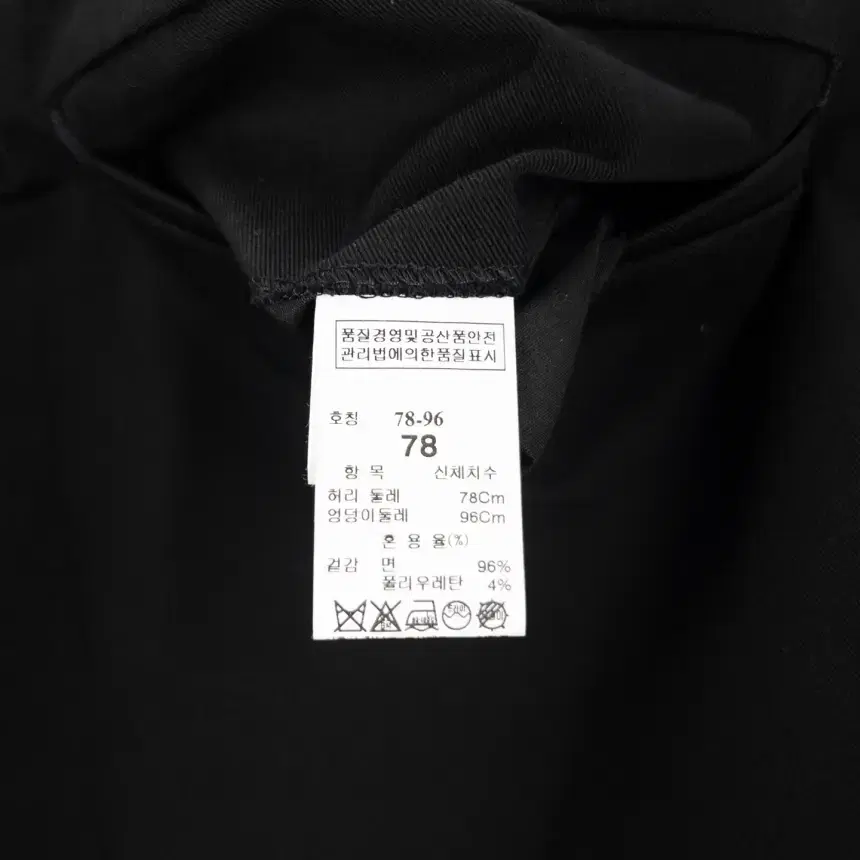 품질경영및공산품안전
관리법에의한품질표시
호칭 78-96
78
항 목 신체치수
허리 둘레 78Cm
엉덩이둘레 96Cm
혼 용 율(%)
겉감 면 96%
폴리우레탄 4%